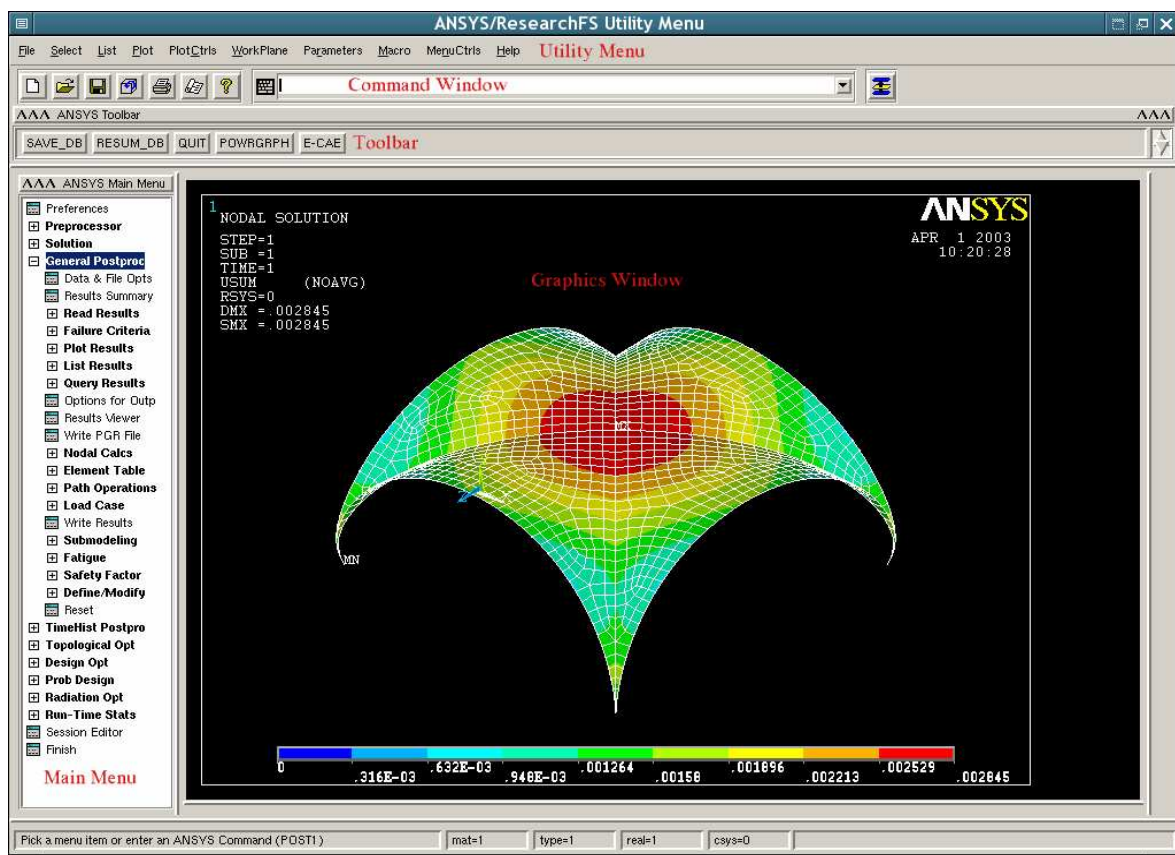 ANSYS/ResearchFS Utility Menu
File Select List Plot PlotCtrls WorkPlane Parameters Macro MenuCtrls Help Utility Menu
? Command Window
ΛΛΛ ANSYS Toolbar ΛΛΛ
SAVE_DB RESUM_DB QUIT POWRGRPH E-CAE Toolbar
ΛΛΛ ANSYS Main Menu
Preferences
Preprocessor
Solution
General Postproc
Data & File Opts
Results Summary
Read Results
Failure Criteria
Plot Results
List Results
Query Results
Options for Outp
Results Viewer
Write PGR File
Nodal Calcs
Element Table
Path Operations
Load Case
Write Results
Submodeling
Fatigue
Safety Factor
Define/Modify
Reset
TimeHist Postpro
Topological Opt
Design Opt
Prob Design
Radiation Opt
Run-Time Stats
Session Editor
Finish
Main Menu
1
NODAL SOLUTION
STEP=1
SUB =1
TIME=1
USUM (NOAVG)
RSYS=0
DMX =.002845
SMX =.002845
ANSYS
APR 1 2003
10:20:28
Graphics Window
MX
MN
0 .316E-03 .632E-03 .948E-03 .001264 .00158 .001896 .002213 .002529 .002845
Pick a menu item or enter an ANSYS Command (POST1) mat=1 type=1 real=1 csys=0